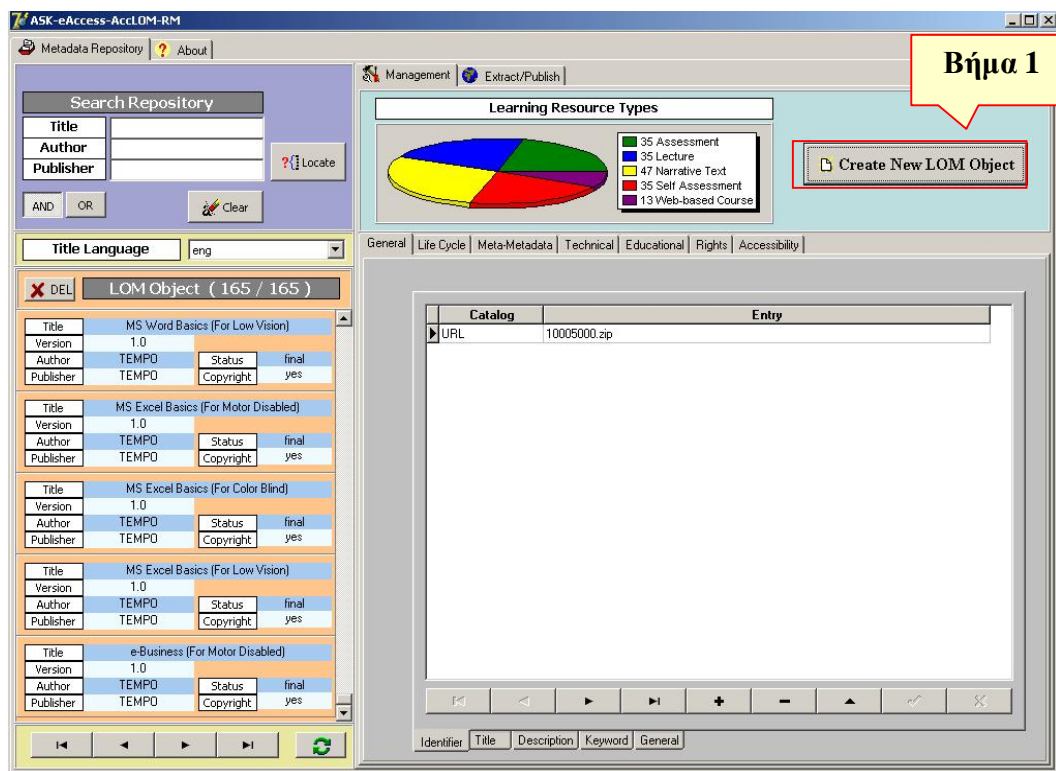 ASK-eAccess-AccLOM-RM
Metadata Repository
About
Search Repository
Title
Author
Publisher
Locate
AND
OR
Clear
Title Language
eng
DEL
LOM Object ( 165 / 165 )
Title MS Word Basics (For Low Vision)
Version 1.0
Author TEMPO Status final
Publisher TEMPO Copyright yes
Title MS Excel Basics (For Motor Disabled)
Version 1.0
Author TEMPO Status final
Publisher TEMPO Copyright yes
Title MS Excel Basics (For Color Blind)
Version 1.0
Author TEMPO Status final
Publisher TEMPO Copyright yes
Title MS Excel Basics (For Low Vision)
Version 1.0
Author TEMPO Status final
Publisher TEMPO Copyright yes
Title e-Business (For Motor Disabled)
Version 1.0
Author TEMPO Status final
Publisher TEMPO Copyright yes
Management
Extract/Publish
Βήμα 1
Learning Resource Types
35 Assessment
35 Lecture
47 Narrative Text
35 Self Assessment
13 Web-based Course
Create New LOM Object
General Life Cycle Meta-Metadata Technical Educational Rights Accessibility
Catalog Entry
URL 10005000.zip
Identifier Title Description Keyword General